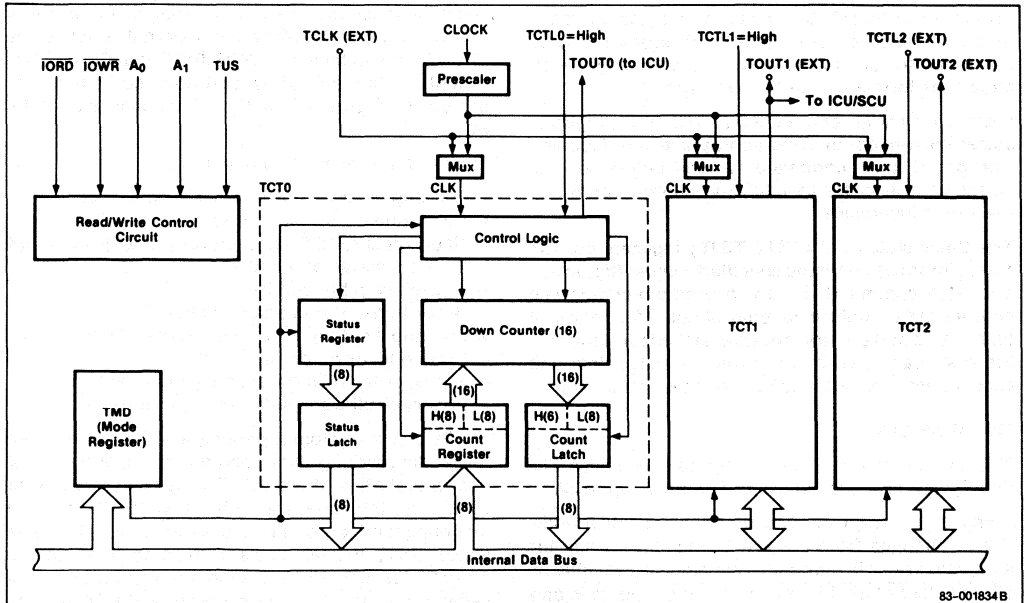 TCLK (EXT)
CLOCK
TCTL0=High
TCTL1=High
TCTL2 (EXT)
IORD IOWR A0 A1 TUS
TOUT0 (to ICU)
TOUT1 (EXT)
TOUT2 (EXT)
Prescaler
To ICU/SCU
Mux
Mux
Mux
TCT0
CLK
CLK
CLK
Read/Write Control
Circuit
Control Logic
Status
Register
Down Counter (16)
TCT1
TCT2
(8)
(16)
(16)
TMD
(Mode
Register)
Status
Latch
H(8) L(8)
Count
Register
H(6) L(8)
Count
Latch
(8)
(8)
(8)
Internal Data Bus
83-001834B